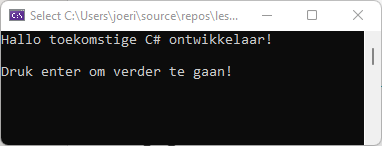 Select C:\Users\joeri\source\repos\les...
Hallo toekomstige C# ontwikkelaar!
Druk enter om verder te gaan!